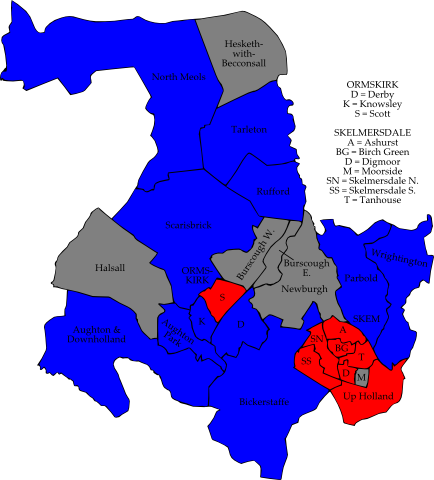 Hesketh-
with-
Becconsall
North Meols
ORMSKIRK
D = Derby
K = Knowsley
S = Scott
Tarleton
SKELMERSDALE
A = Ashurst
BG = Birch Green
D = Digmoor
M = Moorside
SN = Skelmersdale N.
SS = Skelmersdale S.
T = Tanhouse
Rufford
Scarisbrick
Burscough W.
Wrightington
Halsall
Burscough
E.
Parbold
ORMS
KIRK
Newburgh
S
SKEM
K
D
Aughton &
Downholland
Aughton
Park
A
SN
BG
SS
T
D
M
Bickerstaffe
Up Holland